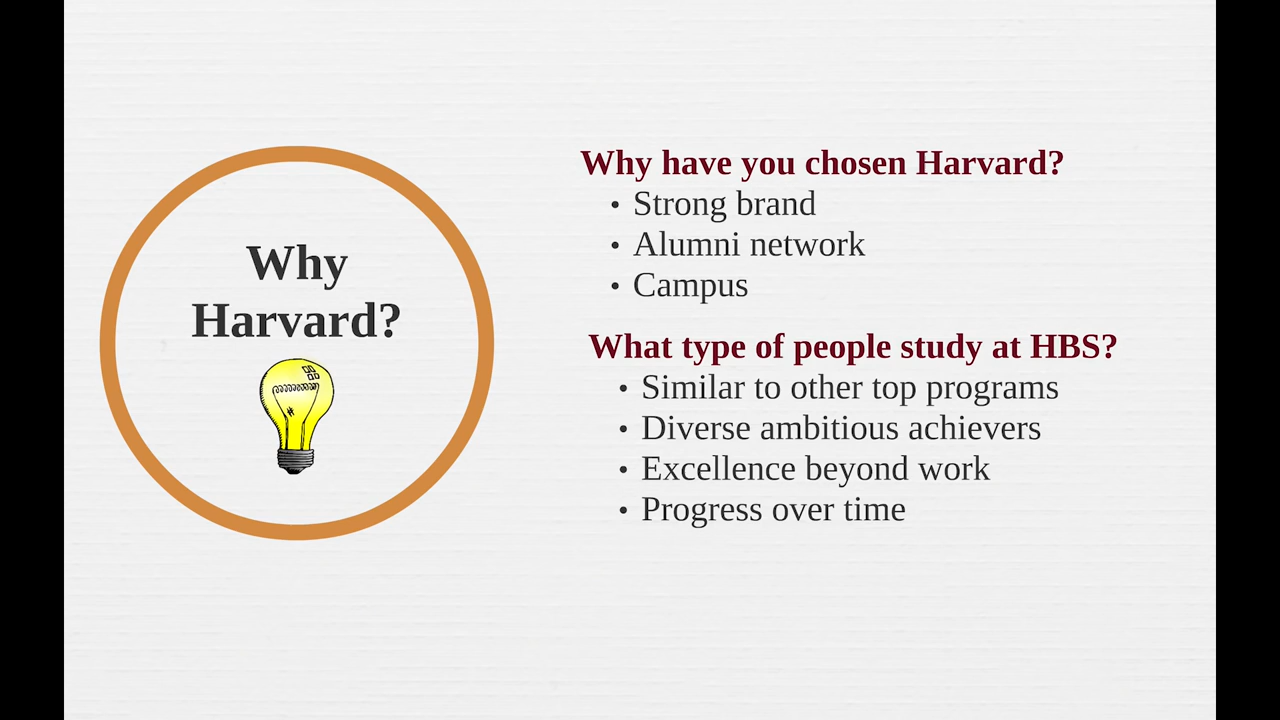 Why
Harvard?
Why have you chosen Harvard?
• Strong brand
• Alumni network
• Campus
What type of people study at HBS?
• Similar to other top programs
• Diverse ambitious achievers
• Excellence beyond work
• Progress over time